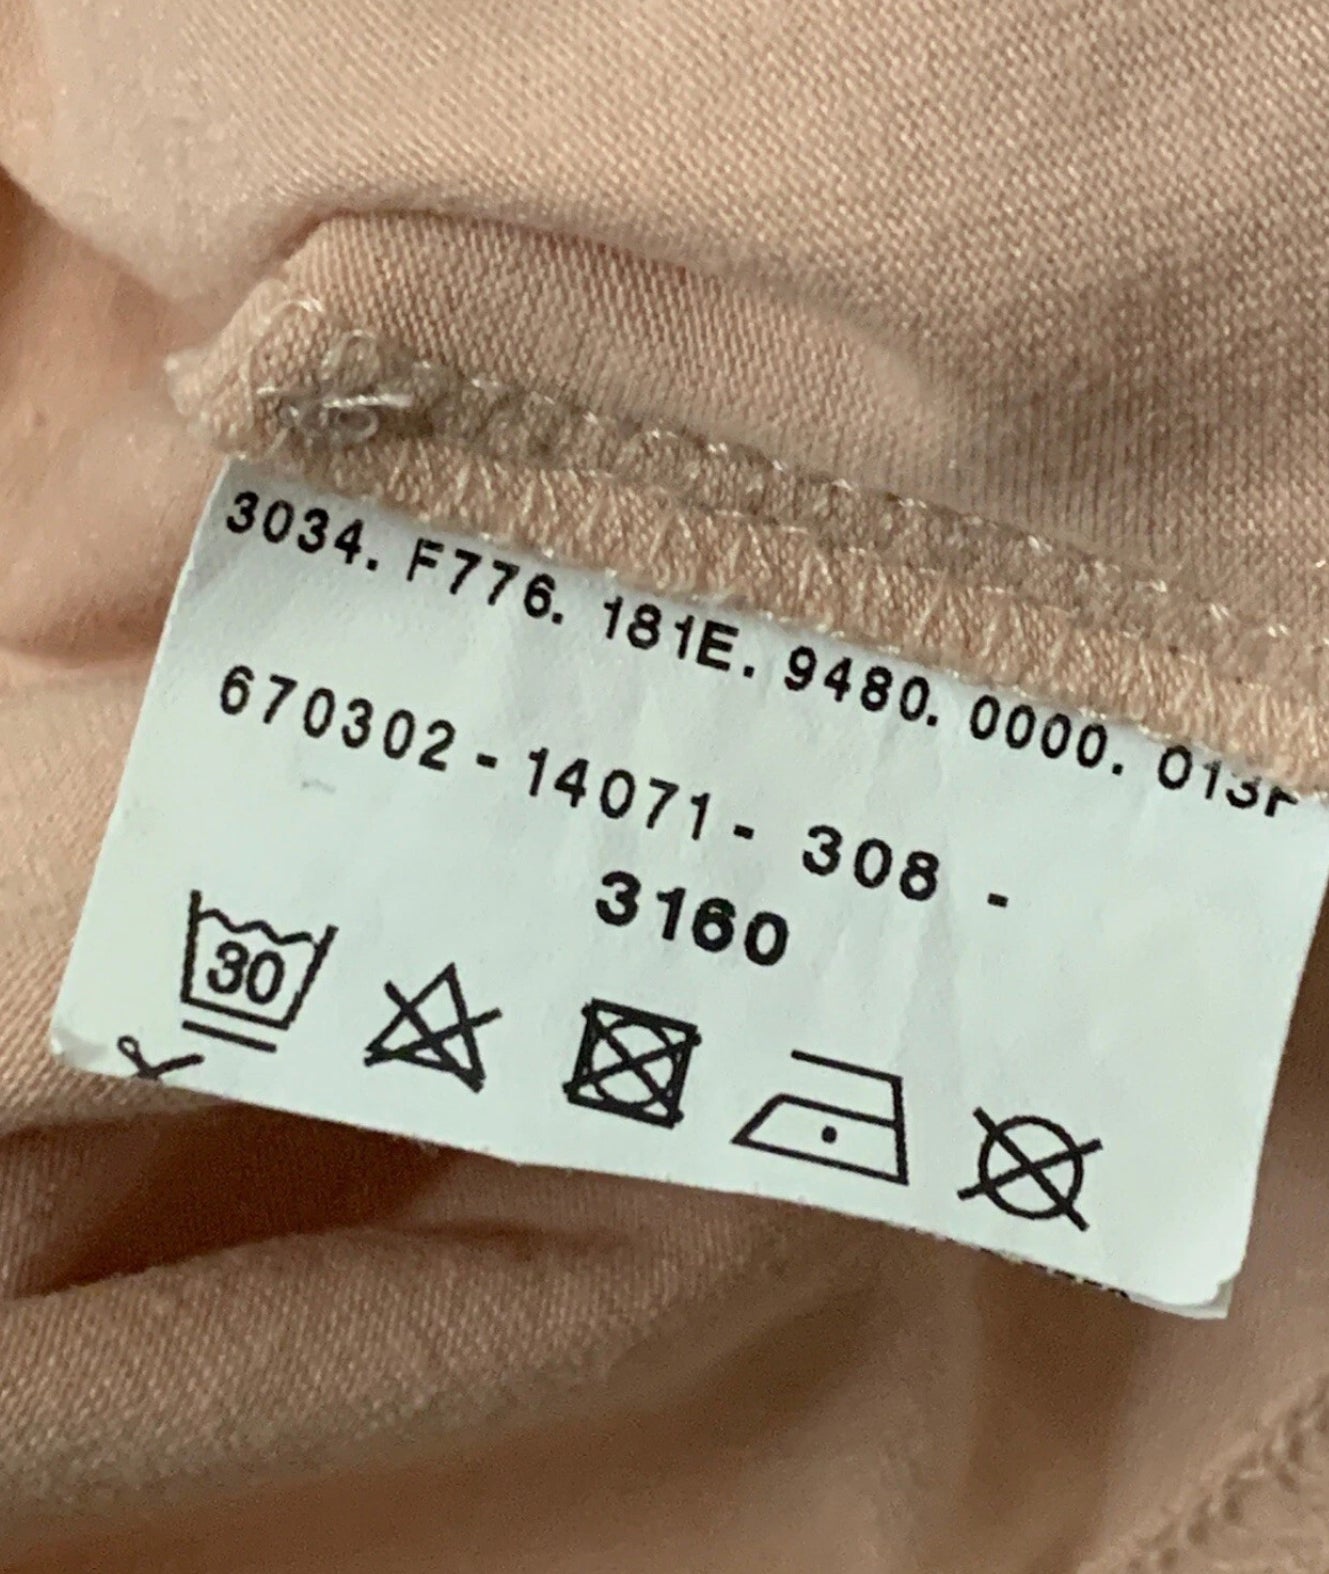 3034. F776. 181E. 9480. 0000. 013F
670302 - 14071 - 308 -
3160
30